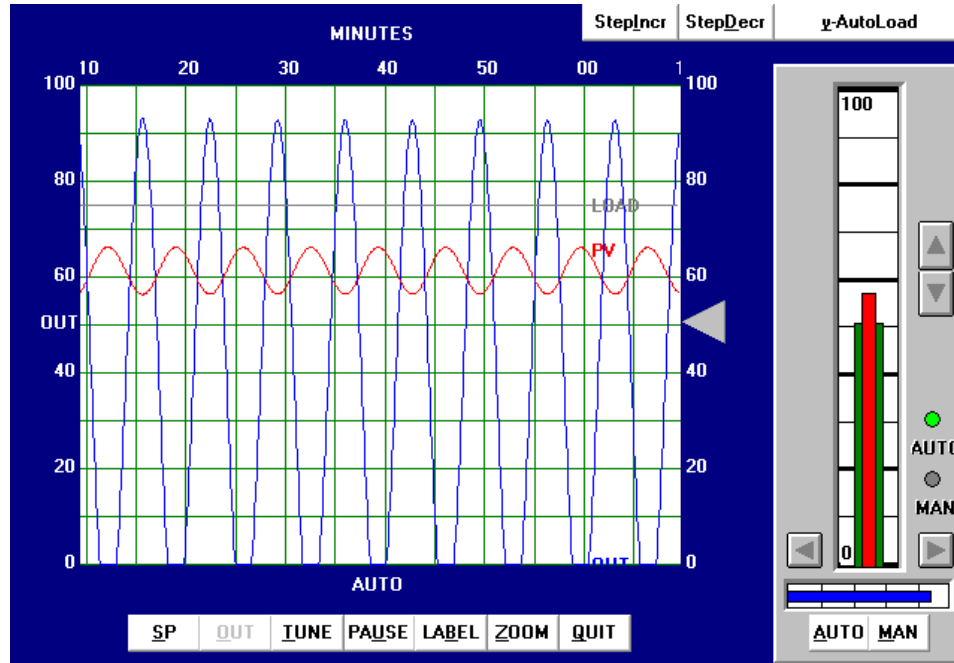 StepIncr StepDecr y-AutoLoad
MINUTES
10 20 30 40 50 00 1
100 100
100
80 80
LOAD
PV
60 60
OUT
40 40
AUTO
20 20
MAN
0 OUT 0
0
AUTO
SP OUT TUNE PAUSE LABEL ZOOM QUIT
AUTO MAN